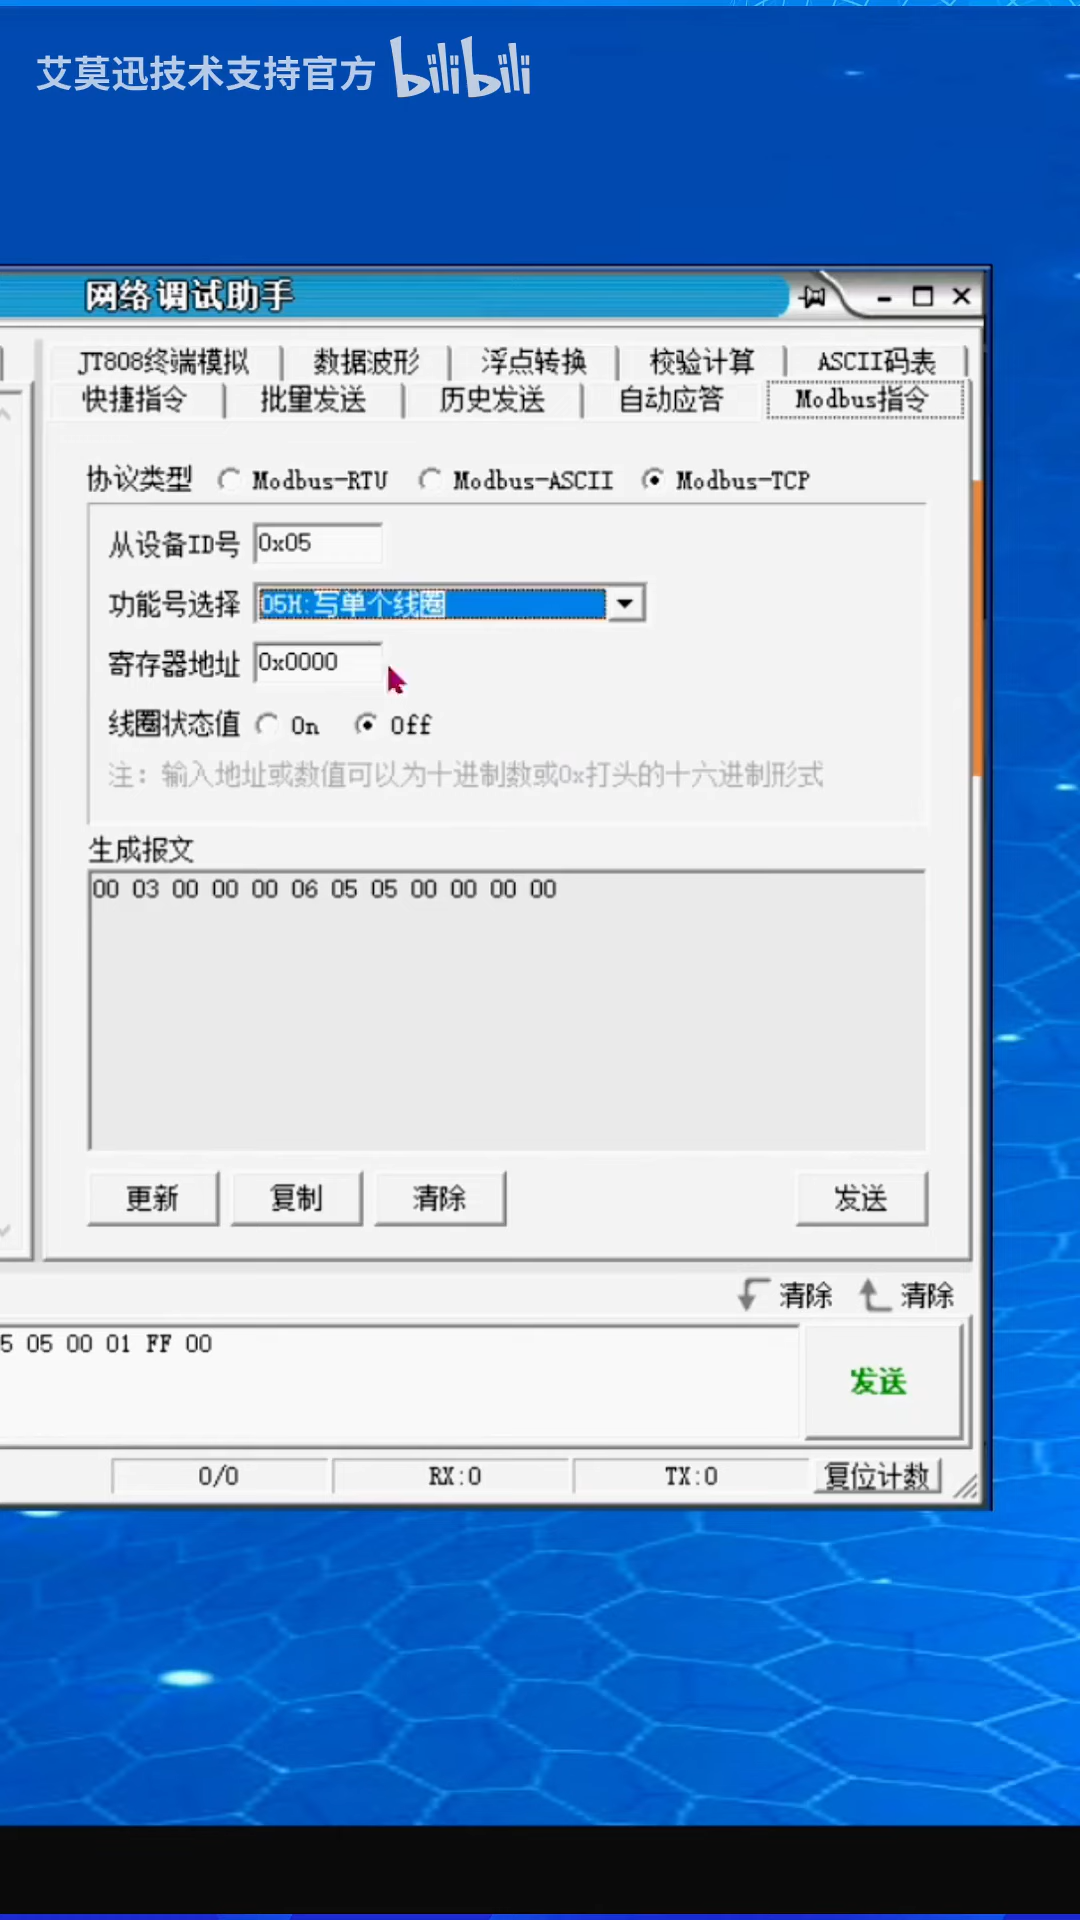 艾莫迅技术支持官方 bilibili
网络调试助手
JT808终端模拟 数据波形 浮点转换 校验计算 ASCII码表
快捷指令 批量发送 历史发送 自动应答 Modbus指令
协议类型 Modbus-RTU Modbus-ASCII Modbus-TCP
从设备ID号 0x05
功能号选择 05H:写单个线圈
寄存器地址 0x0000
线圈状态值 On Off
注: 输入地址或数值可以为十进制数或0x打头的十六进制形式
生成报文
00 03 00 00 00 06 05 05 00 00 00 00
更新 复制 清除 发送
清除 清除
5 05 00 01 FF 00
发送
0/0 RX:0 TX:0 复位计数